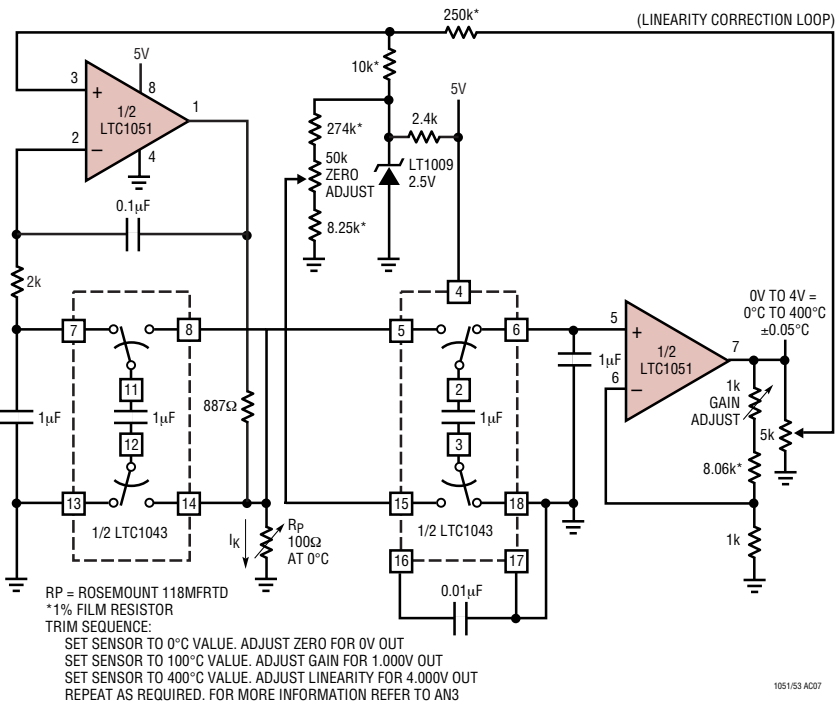 250k*
(LINEARITY CORRECTION LOOP)
5V
10k*
3
8
+
1/2
LTC1051
1
5V
2
–
4
274k*
2.4k
50k
ZERO
ADJUST
LT1009
2.5V
0.1µF
8.25k*
2k
4
0V TO 4V =
0°C TO 400°C
±0.05°C
7
8
5
6
5
+
1/2
LTC1051
7
6
–
11
2
1µF
1k
GAIN
ADJUST
1µF
1µF
887Ω
1µF
5k
12
3
8.06k*
13
14
15
18
1/2 LTC1043
IK
RP
100Ω
AT 0°C
1/2 LTC1043
1k
16
17
0.01µF
RP = ROSEMOUNT 118MFRTD
*1% FILM RESISTOR
TRIM SEQUENCE:
SET SENSOR TO 0°C VALUE. ADJUST ZERO FOR 0V OUT
SET SENSOR TO 100°C VALUE. ADJUST GAIN FOR 1.000V OUT
SET SENSOR TO 400°C VALUE. ADJUST LINEARITY FOR 4.000V OUT
REPEAT AS REQUIRED. FOR MORE INFORMATION REFER TO AN3
1051/53 AC07